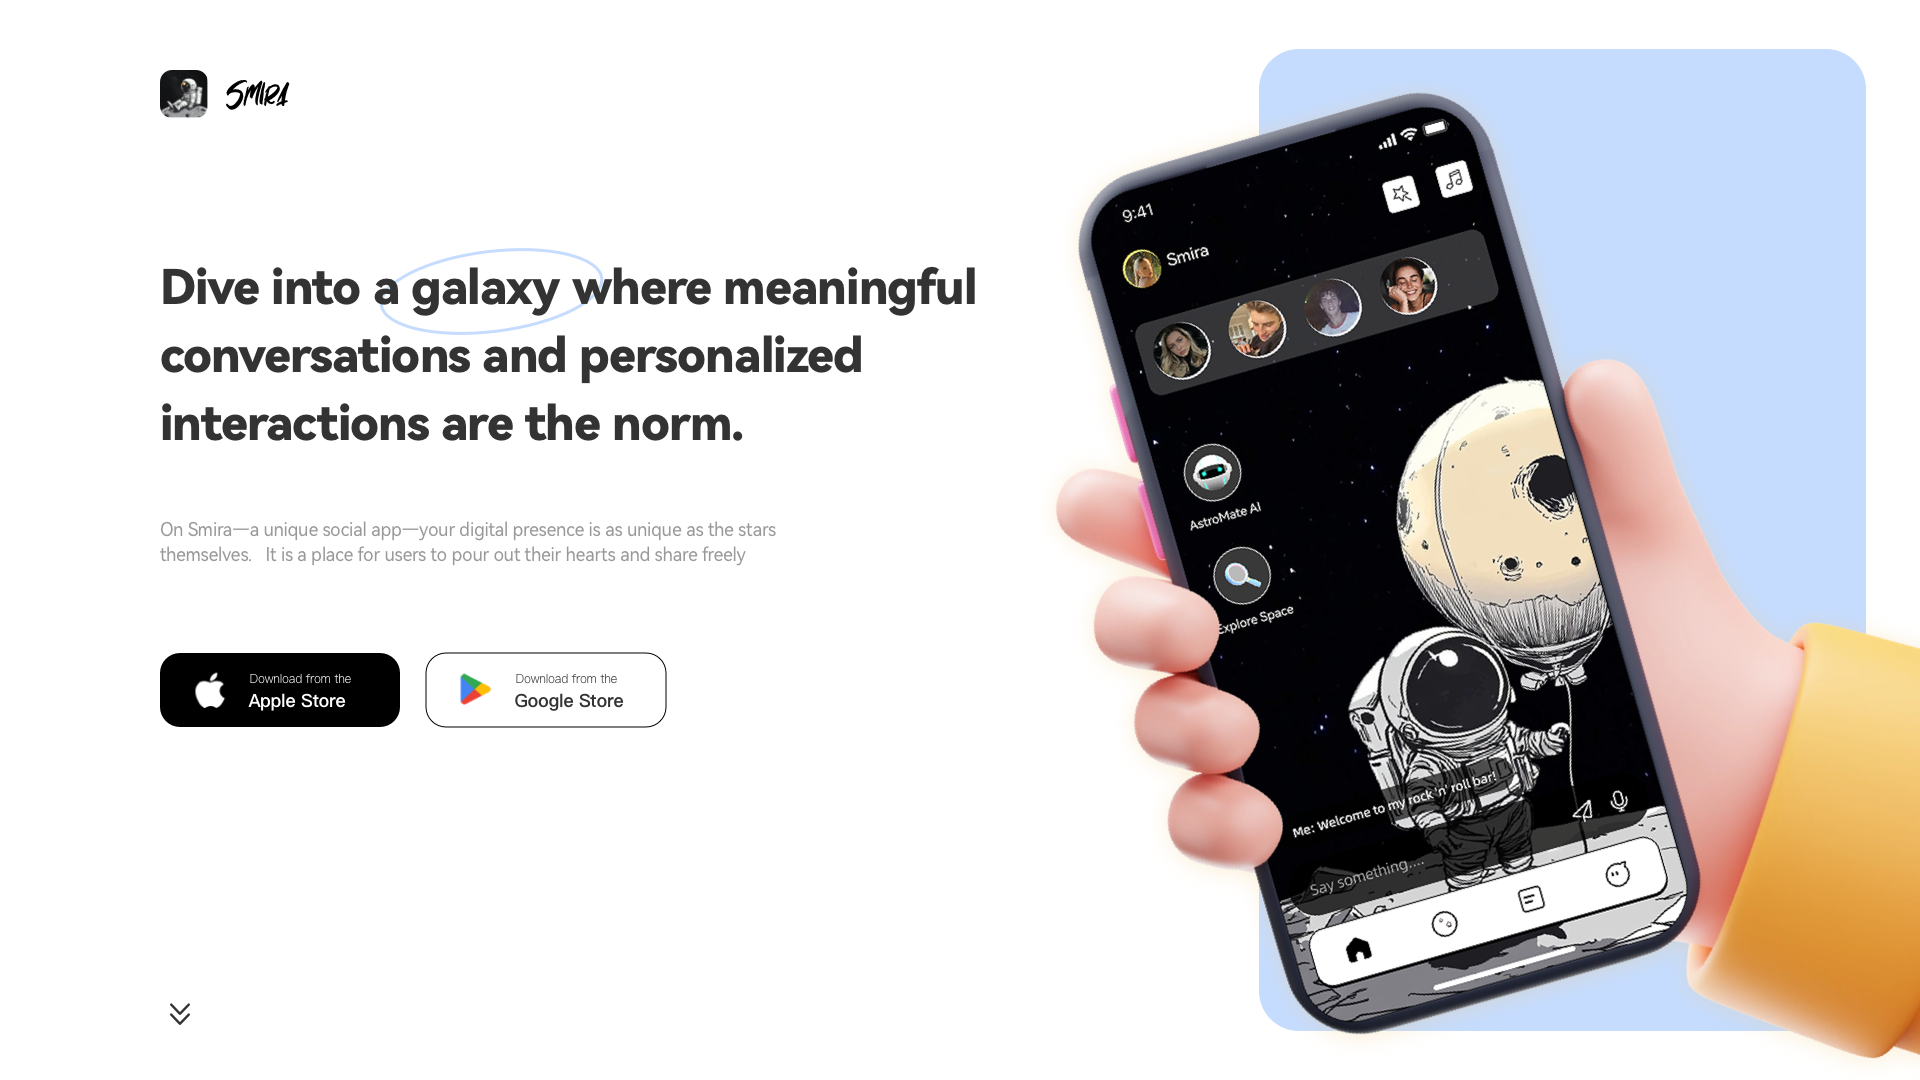 SMIRA
Dive into a galaxy where meaningful
conversations and personalized
interactions are the norm.
On Smira—a unique social app—your digital presence is as unique as the stars
themselves. It is a place for users to pour out their hearts and share freely
Download from the
Apple Store
Download from the
Google Store
9:41
Smira
AstroMate AI
Explore Space
Me: Welcome to my rock 'n' roll bar!
Say something....